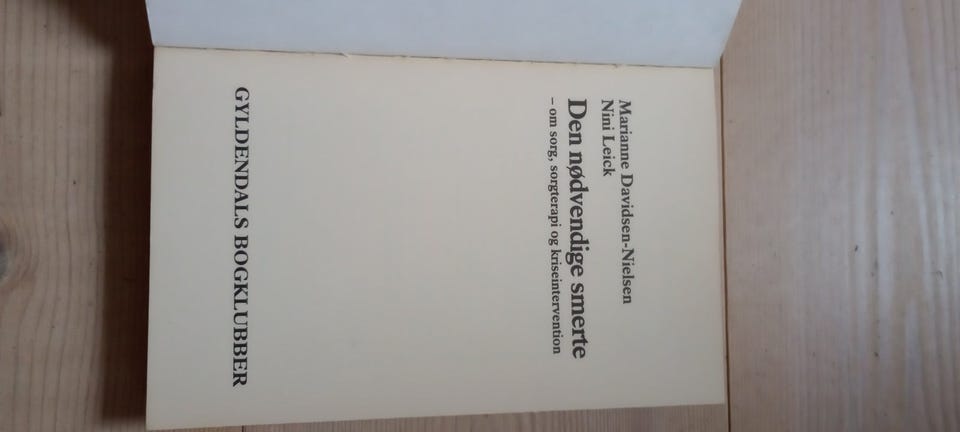 Marianne Davidsen-Nielsen
Nini Leick
Den nødvendige smerte
– om sorg, sorgterapi og kriseintervention
GYLDENDALS BOGKLUBBER